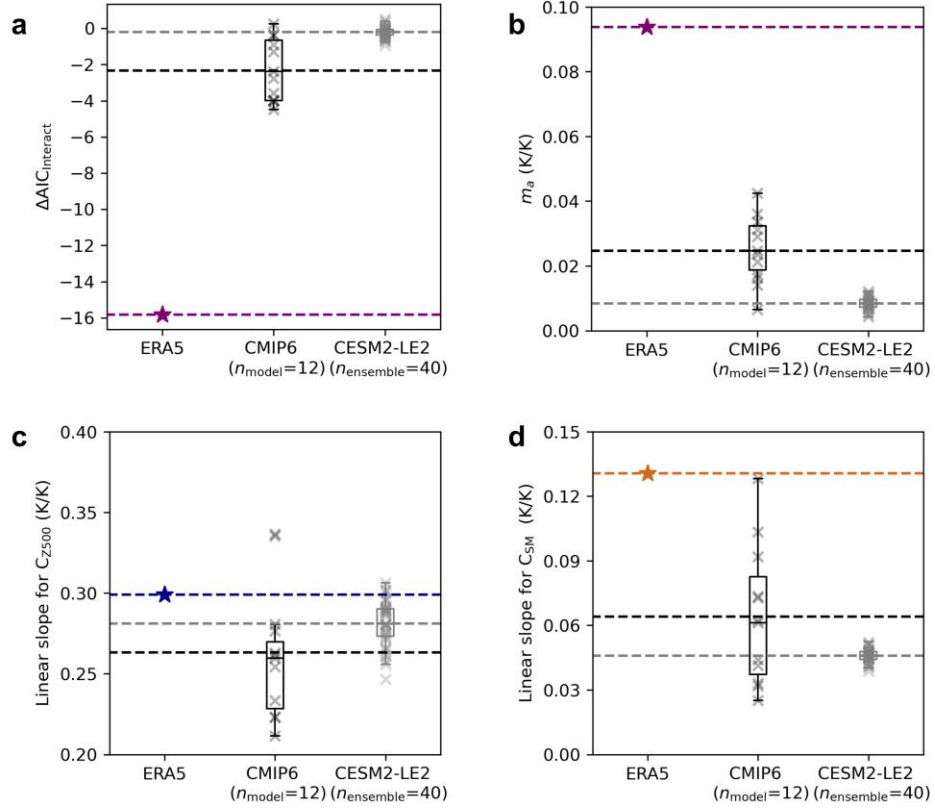 a
ΔAIC_Interact
0
−2
−4
−6
−8
−10
−12
−14
−16
ERA5
CMIP6
(n_model=12)
CESM2-LE2
(n_ensemble=40)
b
m_a (K/K)
0.10
0.08
0.06
0.04
0.02
0.00
ERA5
CMIP6
(n_model=12)
CESM2-LE2
(n_ensemble=40)
c
Linear slope for C_Z500 (K/K)
0.40
0.35
0.30
0.25
0.20
ERA5
CMIP6
(n_model=12)
CESM2-LE2
(n_ensemble=40)
d
Linear slope for C_SM (K/K)
0.15
0.12
0.09
0.06
0.03
0.00
ERA5
CMIP6
(n_model=12)
CESM2-LE2
(n_ensemble=40)